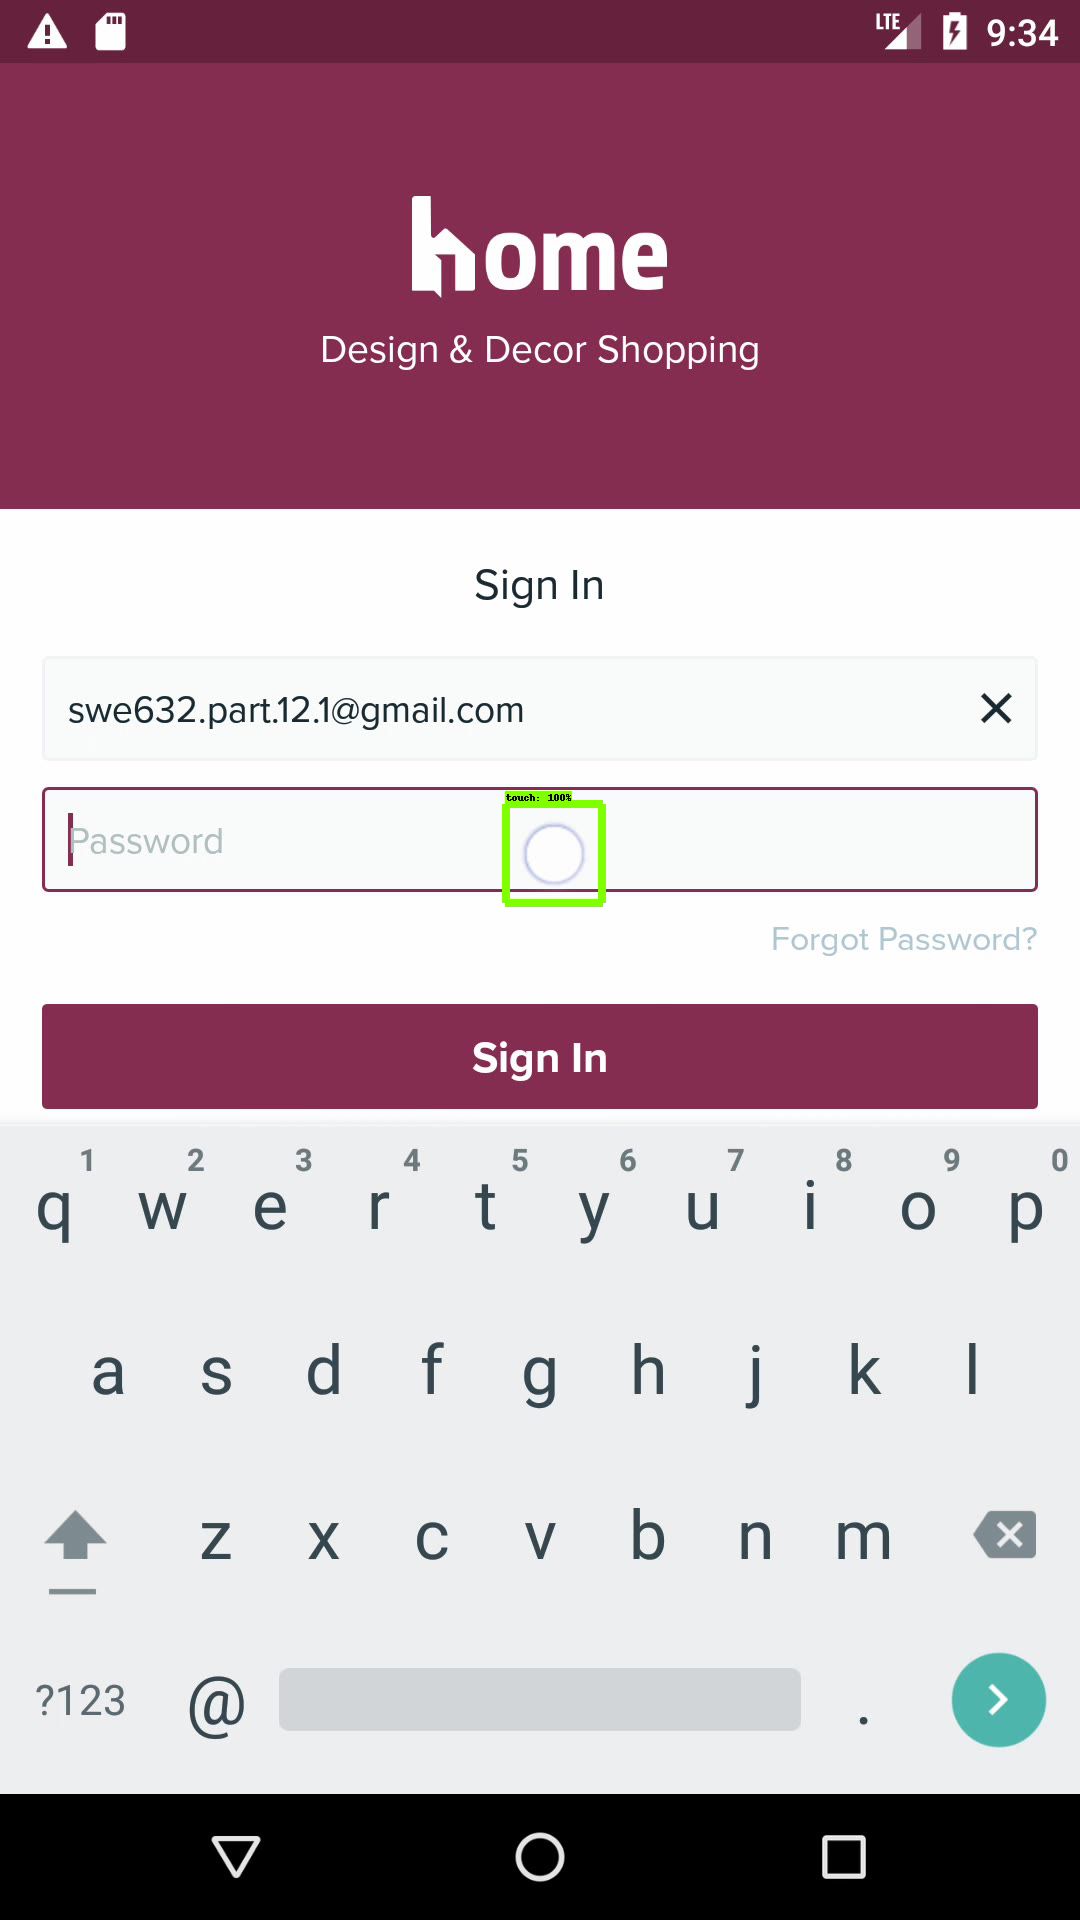 LTE 9:34
home
Design & Decor Shopping
Sign In
swe632.part.12.1@gmail.com
touch: 100%
Password
Forgot Password?
Sign In
1 2 3 4 5 6 7 8 9 0
q w e r t y u i o p
a s d f g h j k l
z x c v b n m
?123 @ .